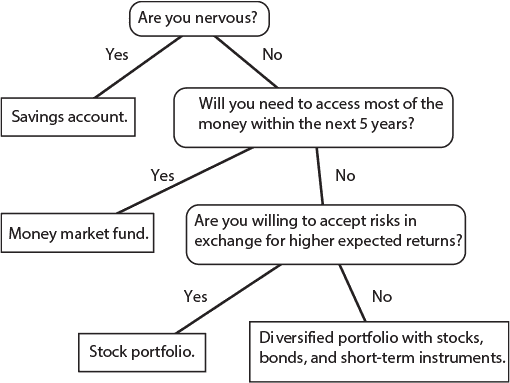 Are you nervous?
Yes
No
Savings account.
Will you need to access most of the
money within the next 5 years?
Yes
No
Money market fund.
Are you willing to accept risks in
exchange for higher expected returns?
Yes
No
Stock portfolio.
Diversified portfolio with stocks,
bonds, and short-term instruments.